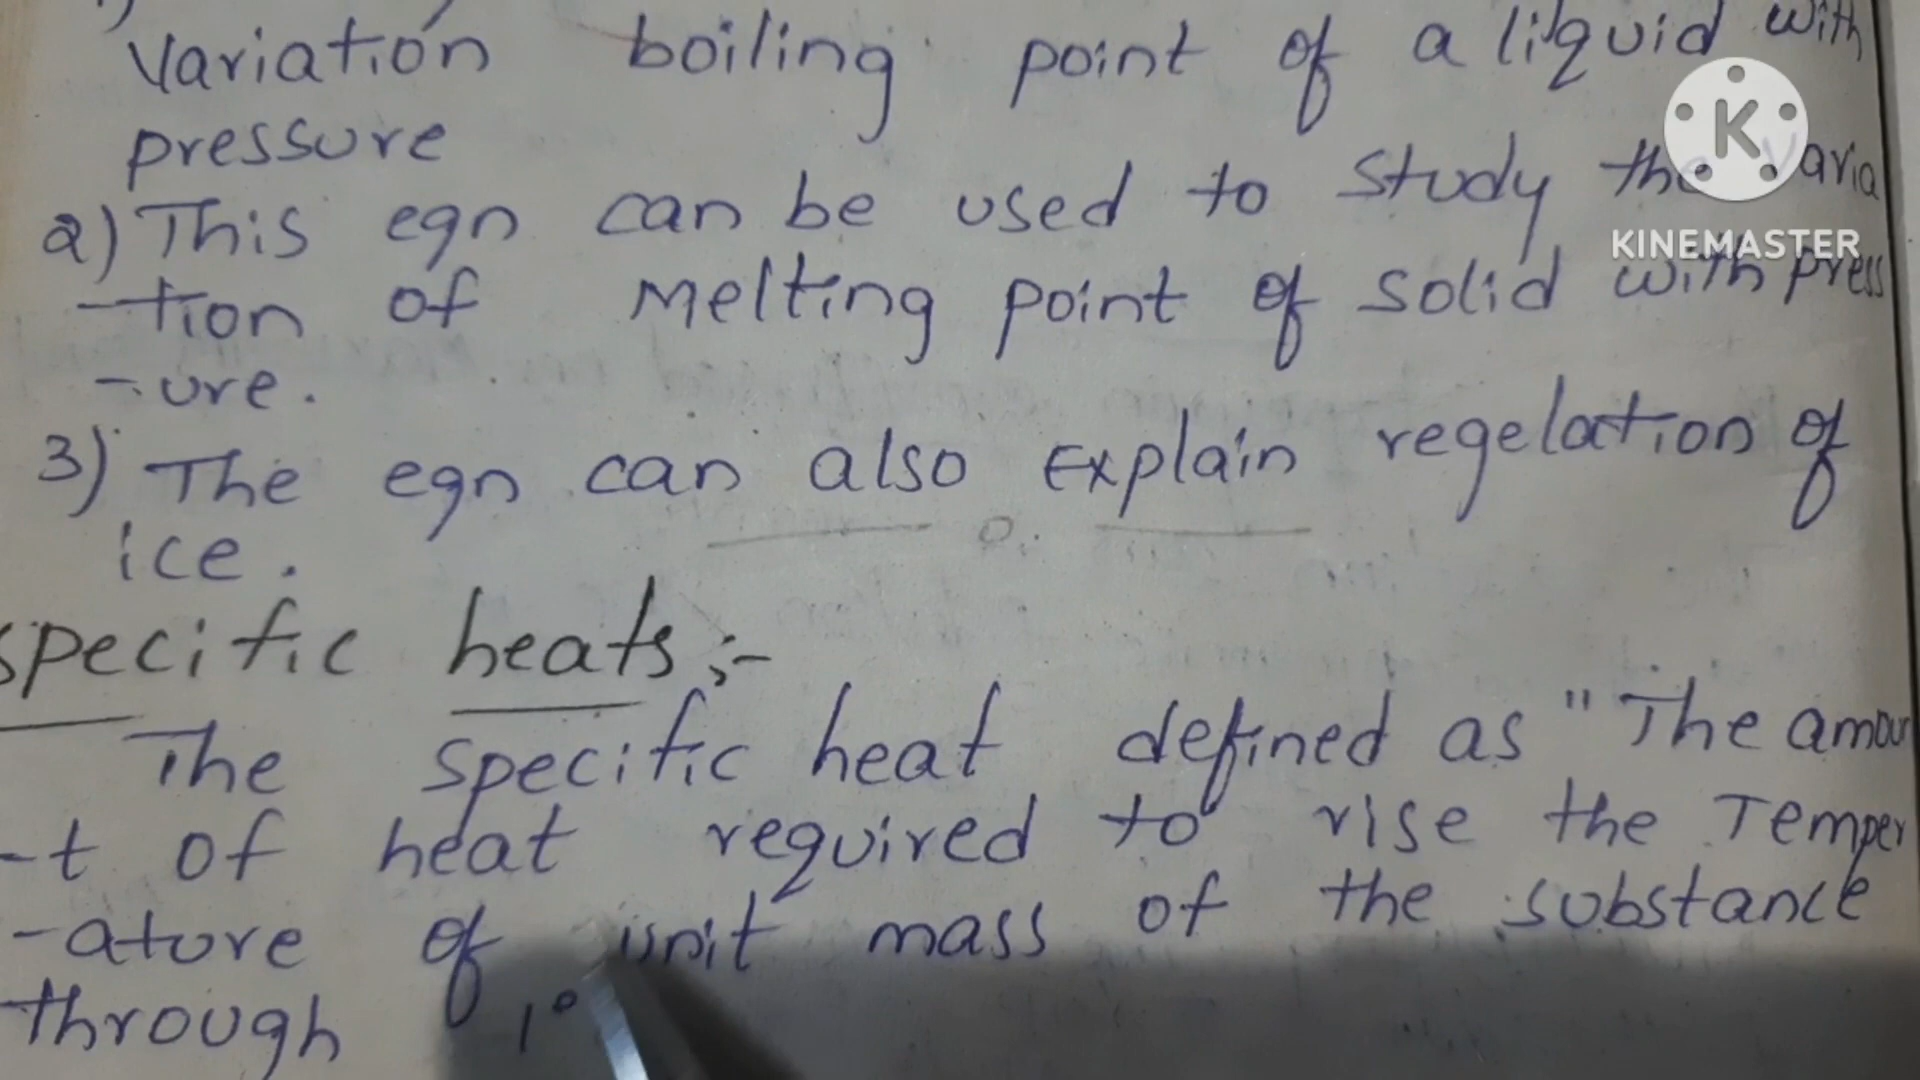 Variation boiling point of a liquid with
pressure
2) This eqn can be used to study the varia
-tion of Melting point of solid with press
-ure.
3) The eqn can also Explain regelation of
ice.
specific heats :-
The specific heat defined as "The amou
-t of heat required to rise the Temper
-ature of unit mass of the substance
through 1°
K
KINEMASTER